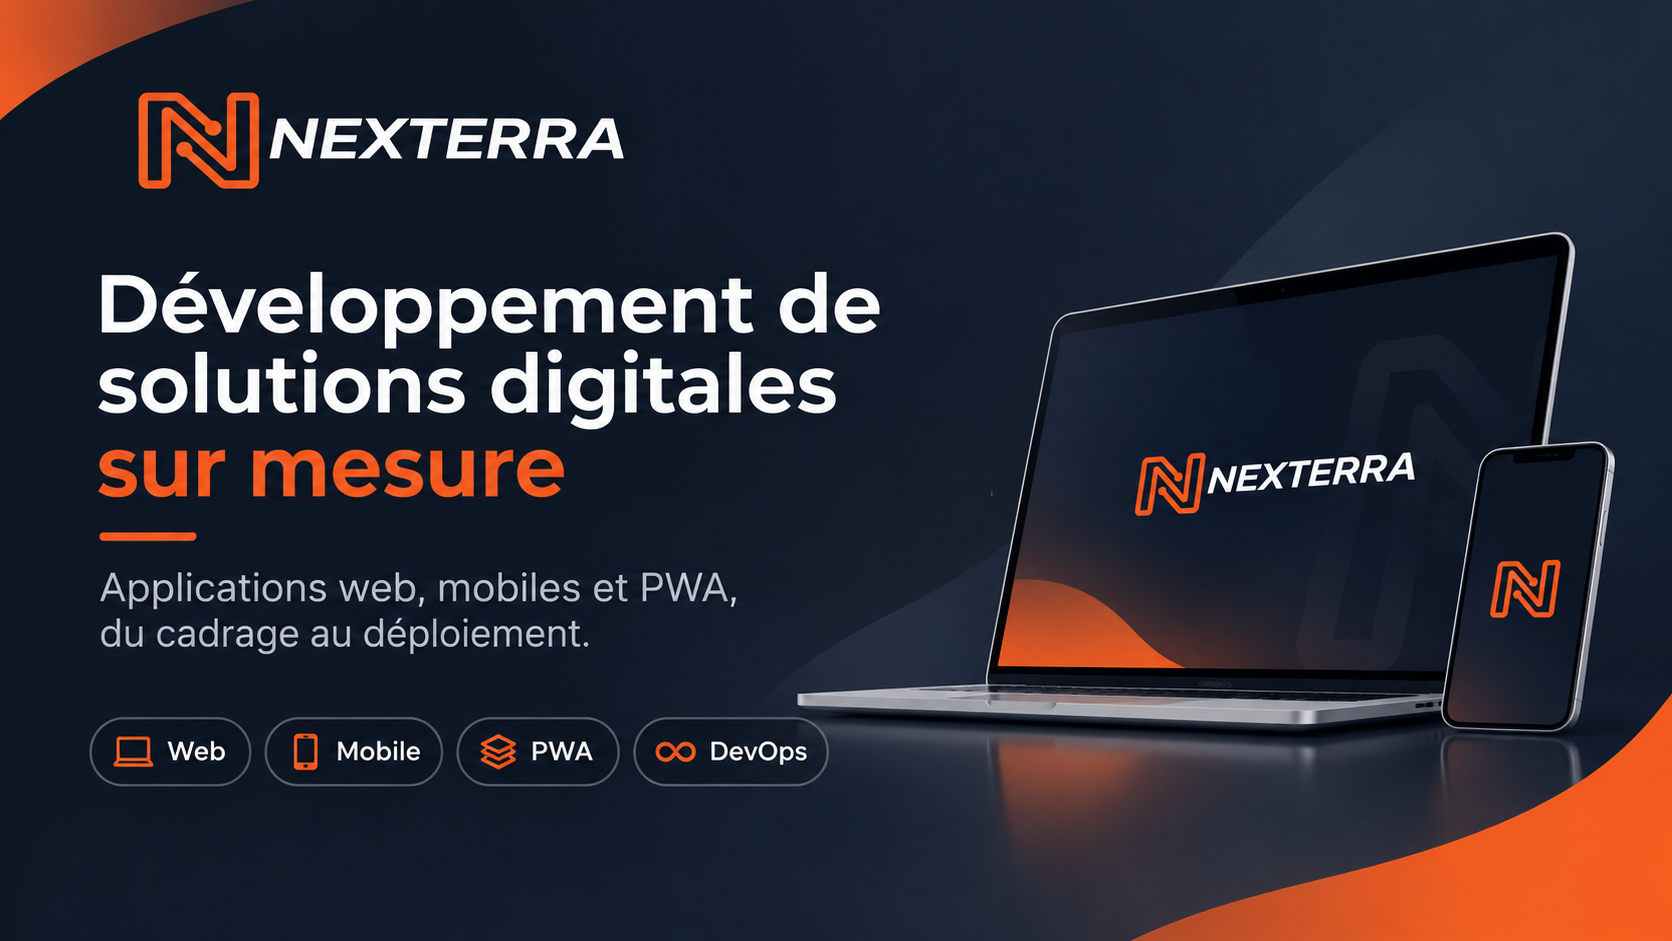 NEXTERRA
Développement de
solutions digitales
sur mesure
Applications web, mobiles et PWA,
du cadrage au déploiement.
Web
Mobile
PWA
DevOps
NEXTERRA